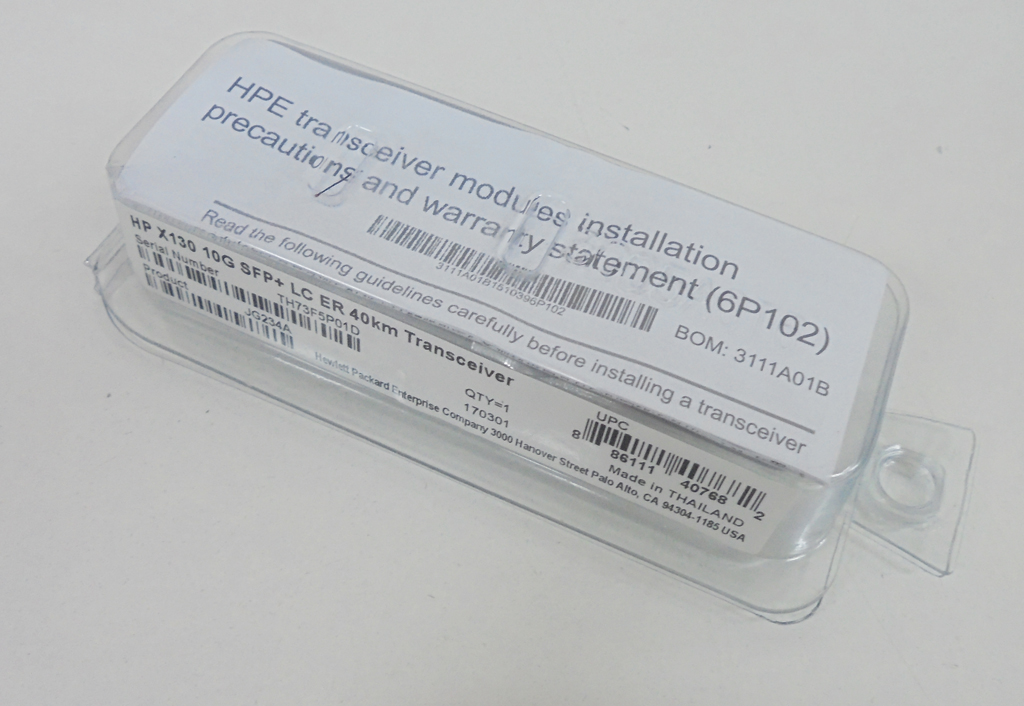 HPE transceiver modules installation
precautions and warranty statement (6P102)
3111A01B1510396P102
BOM: 3111A01B
Read the following guidelines carefully before installing a transceiver
HP X130 10G SFP+ LC ER 40km Transceiver
Serial Number
TH73F5P01D
Product
JG234A
QTY=1
170301
UPC
8 86111 40768 2
Made in THAILAND
Hewlett Packard Enterprise Company 3000 Hanover Street Palo Alto, CA 94304-1185 USA